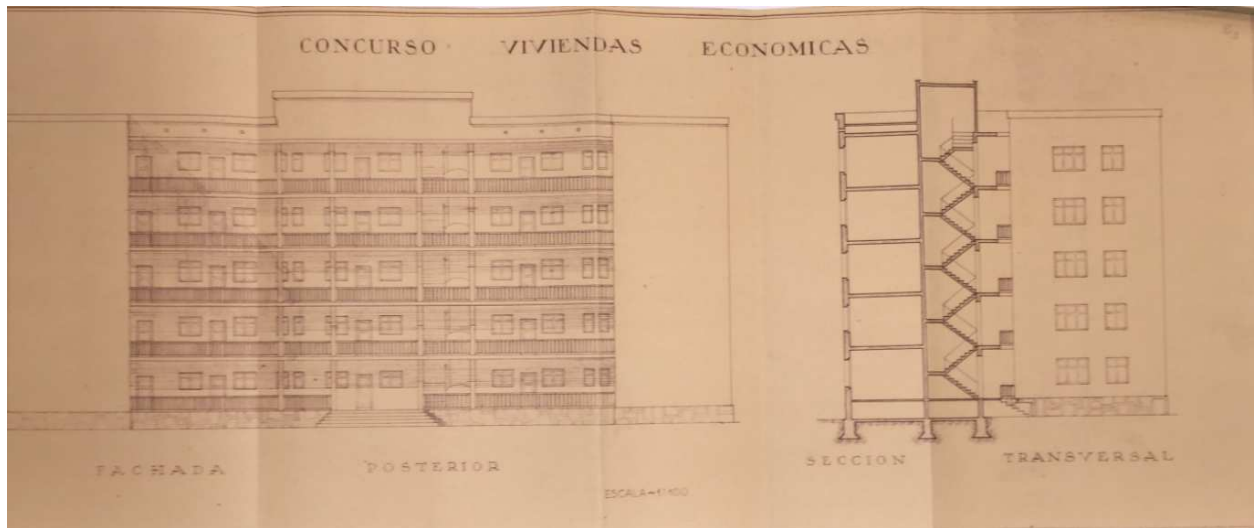 CONCURSO VIVIENDAS ECONOMICAS
FACHADA POSTERIOR
SECCION TRANSVERSAL
ESCALA=1:100